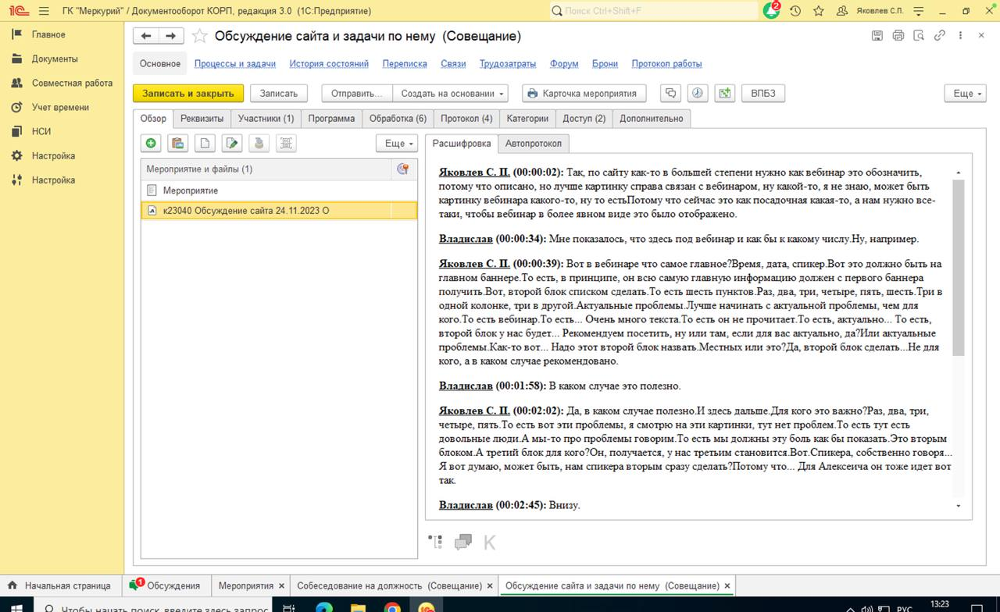 1С ГК "Меркурий" / Документооборот КОРП, редакция 3.0 (1С:Предприятие)
Поиск Ctrl+Shift+F
2
Яковлев С.П.
Главное
Документы
Совместная работа
Учет времени
НСИ
Настройка
Настройка
Обсуждение сайта и задачи по нему (Совещание)
Основное Процессы и задачи История состояний Переписка Связи Трудозатраты Форум Брони Протокол работы
Записать и закрыть Записать Отправить... Создать на основании Карточка мероприятия ВПБЗ Еще
Обзор Реквизиты Участники (1) Программа Обработка (6) Протокол (4) Категории Доступ (2) Дополнительно
Еще
Мероприятие и файлы (1)
Мероприятие
к23040 Обсуждение сайта 24.11.2023 О
Расшифровка Автопротокол
Яковлев С. П. (00:00:02): Так, по сайту как-то в большей степени нужно как вебинар это обозначить,
потому что описано, но лучше картинку справа связан с вебинаром, ну какой-то, я не знаю, может быть
картинку вебинара какого-то, ну то естьПотому что сейчас это как посадочная какая-то, а нам нужно все-
таки, чтобы вебинар в более явном виде это было отображено.
Владислав (00:00:34): Мне показалось, что здесь под вебинар и как бы к какому числу.Ну, например.
Яковлев С. П. (00:00:39): Вот в вебинаре что самое главное?Время, дата, спикер.Вот это должно быть на
главном баннере.То есть, в принципе, он всю самую главную информацию должен с первого баннера
получить.Вот, второй блок списком сделать.То есть шесть пунктов.Раз, два, три, четыре, пять, шесть.Три в
одной колонке, три в другой.Актуальные проблемы.Лучше начинать с актуальной проблемы, чем для
кого.То есть вебинар.То есть... Очень много текста.То есть он не прочитает.То есть, актуально... То есть,
второй блок у нас будет... Рекомендуем посетить, ну или там, если для вас актуально, да?Или актуальные
проблемы.Как-то вот... Надо этот второй блок назвать.Местных или это?Да, второй блок сделать...Не для
кого, а в каком случае рекомендовано.
Владислав (00:01:58): В каком случае это полезно.
Яковлев С. П. (00:02:02): Да, в каком случае полезно.И здесь дальше.Для кого это важно?Раз, два, три,
четыре, пять.То есть вот эти проблемы, я смотрю на эти картинки, тут нет проблем.То есть тут есть
довольные люди.А мы-то про проблемы говорим.То есть мы должны эту боль как бы показать.Это вторым
блоком.А третий блок для кого?Он, получается, у нас третьим становится.Вот.Спикера, собственно говоря...
Я вот думаю, может быть, нам спикера вторым сразу сделать?Потому что... Для Алексеича он тоже идет вот
так.
Владислав (00:02:45): Внизу.
K
Начальная страница 1 Обсуждения Мероприятия Собеседование на должность (Совещание) Обсуждение сайта и задачи по нему (Совещание)
Чтобы начать поиск, введите здесь запрос
РУС 13:23